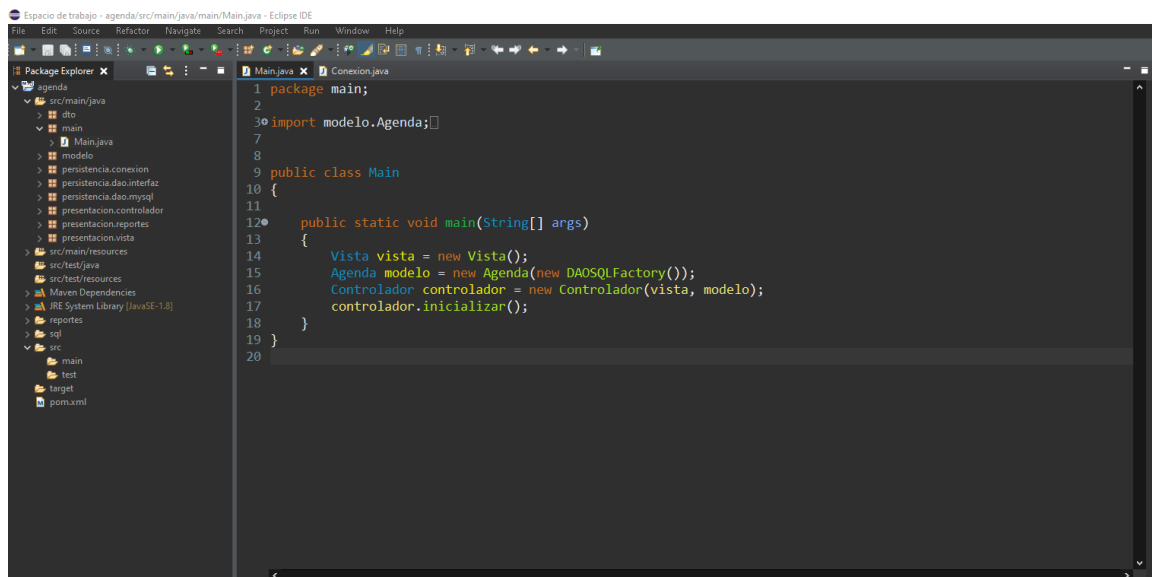 Espacio de trabajo - agenda/src/main/java/main/Main.java - Eclipse IDE
File Edit Source Refactor Navigate Search Project Run Window Help
Package Explorer
agenda
src/main/java
dto
main
Main.java
modelo
persistencia.conexion
persistencia.dao.interfaz
persistencia.dao.mysql
presentacion.controlador
presentacion.reportes
presentacion.vista
src/main/resources
src/test/java
src/test/resources
Maven Dependencies
JRE System Library [JavaSE-1.8]
reportes
sql
src
main
test
target
pom.xml
Main.java Conexion.java
1 package main;
2
3 import modelo.Agenda;
7
8
9 public class Main
10 {
11
12 public static void main(String[] args)
13 {
14 Vista vista = new Vista();
15 Agenda modelo = new Agenda(new DAOSQLFactory());
16 Controlador controlador = new Controlador(vista, modelo);
17 controlador.inicializar();
18 }
19 }
20